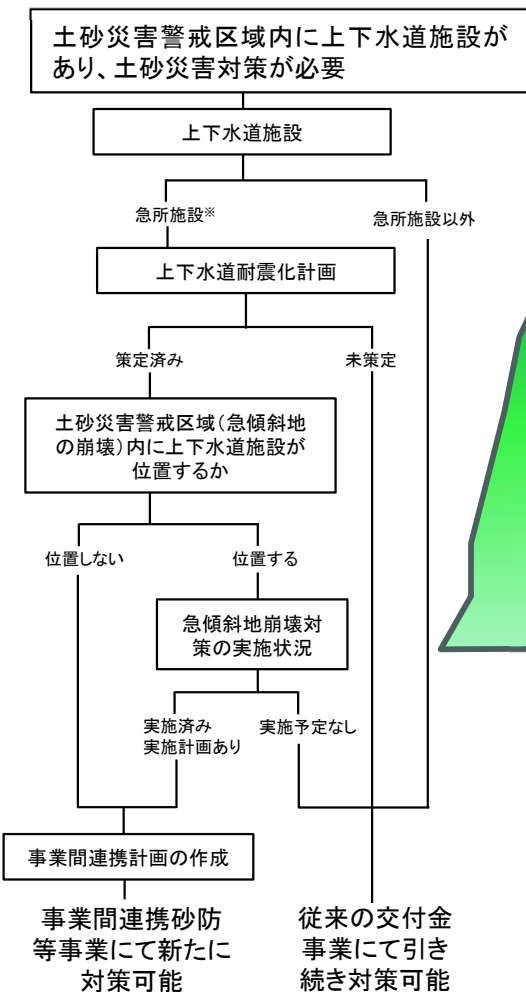 土砂災害警戒区域内に上下水道施設が
あり、土砂災害対策が必要
上下水道施設
急所施設※
急所施設以外
上下水道耐震化計画
策定済み
未策定
土砂災害警戒区域（急傾斜地
の崩壊）内に上下水道施設が
位置するか
位置しない
位置する
急傾斜地崩壊対
策の実施状況
実施済み
実施計画あり
実施予定なし
事業間連携計画の作成
事業間連携砂防
等事業にて新たに
対策可能
従来の交付金
事業にて引き
続き対策可能